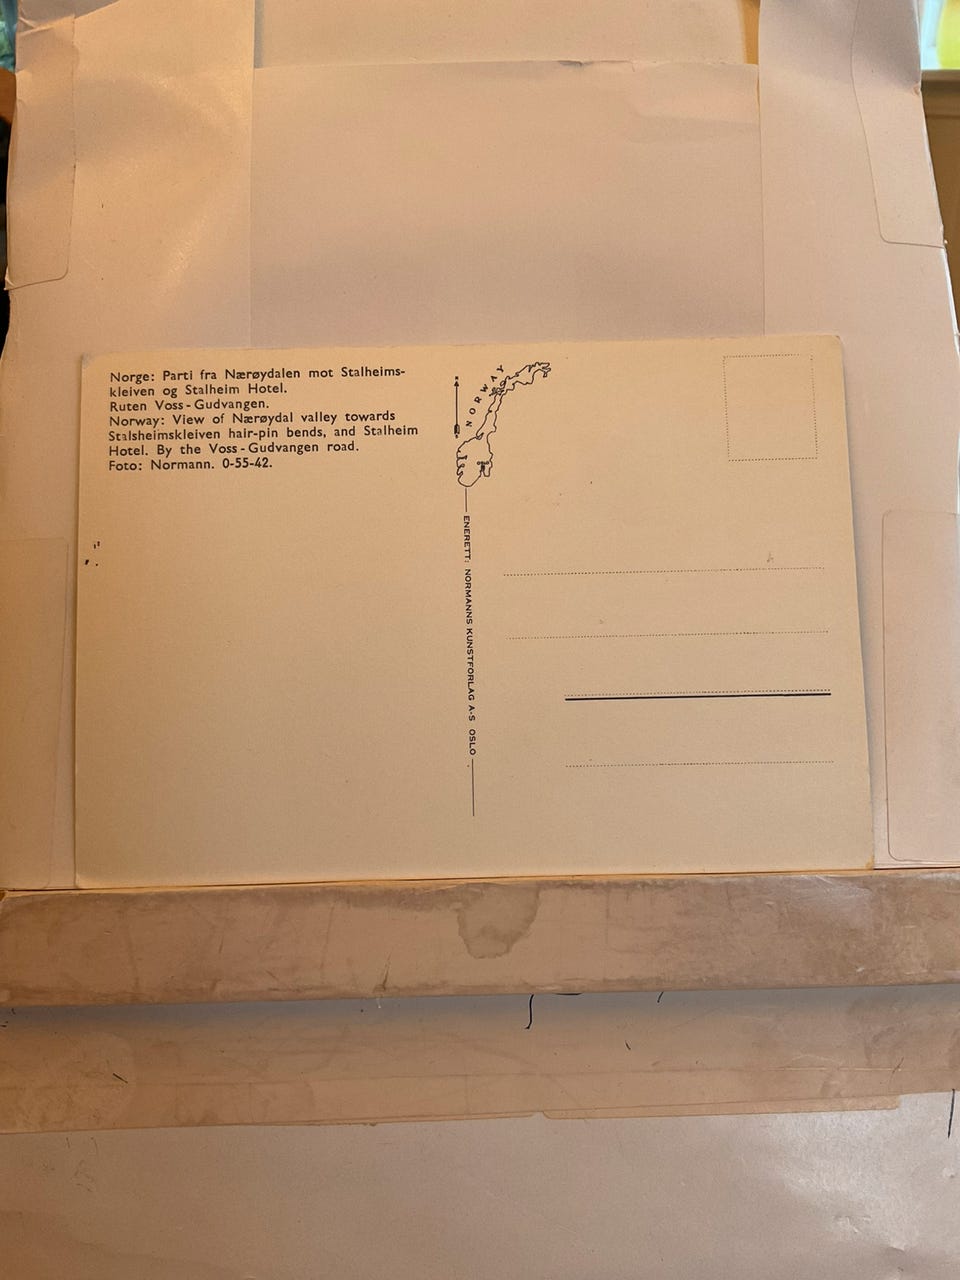 Norge: Parti fra Nærøydalen mot Stalheims-
kleiven og Stalheim Hotel.
Ruten Voss - Gudvangen.
Norway: View of Nærøydal valley towards
Stalsheimskleiven hair-pin bends, and Stalheim
Hotel. By the Voss - Gudvangen road.
Foto: Normann. 0-55-42.
NORWAY
OSLO
ENERETT: NORMANNS KUNSTFORLAG A-S OSLO